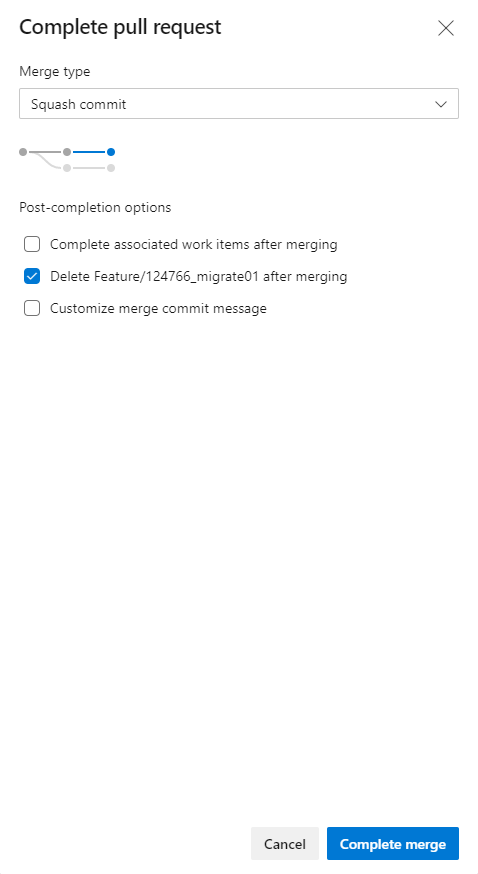 Complete pull request
Merge type
Squash commit
Post-completion options
Complete associated work items after merging
Delete Feature/124766_migrate01 after merging
Customize merge commit message
Cancel
Complete merge